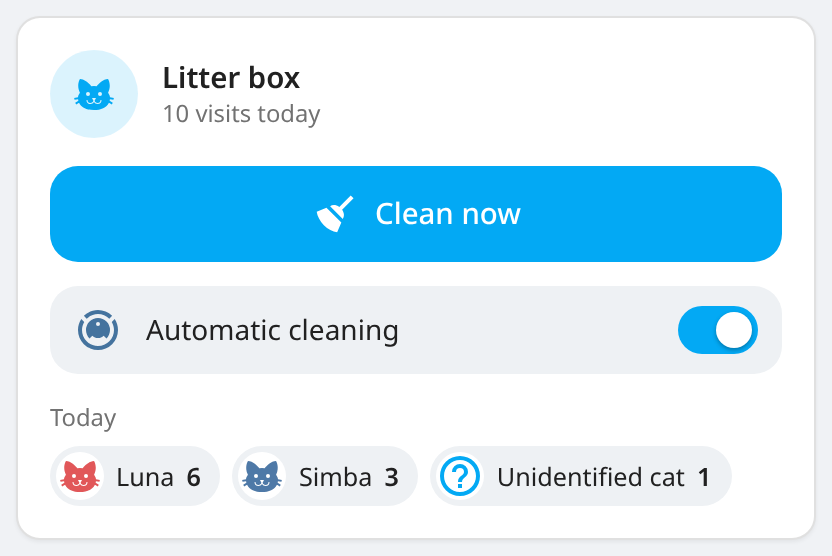 Litter box
10 visits today
Clean now
Automatic cleaning
Today
Luna 6 Simba 3 Unidentified cat 1